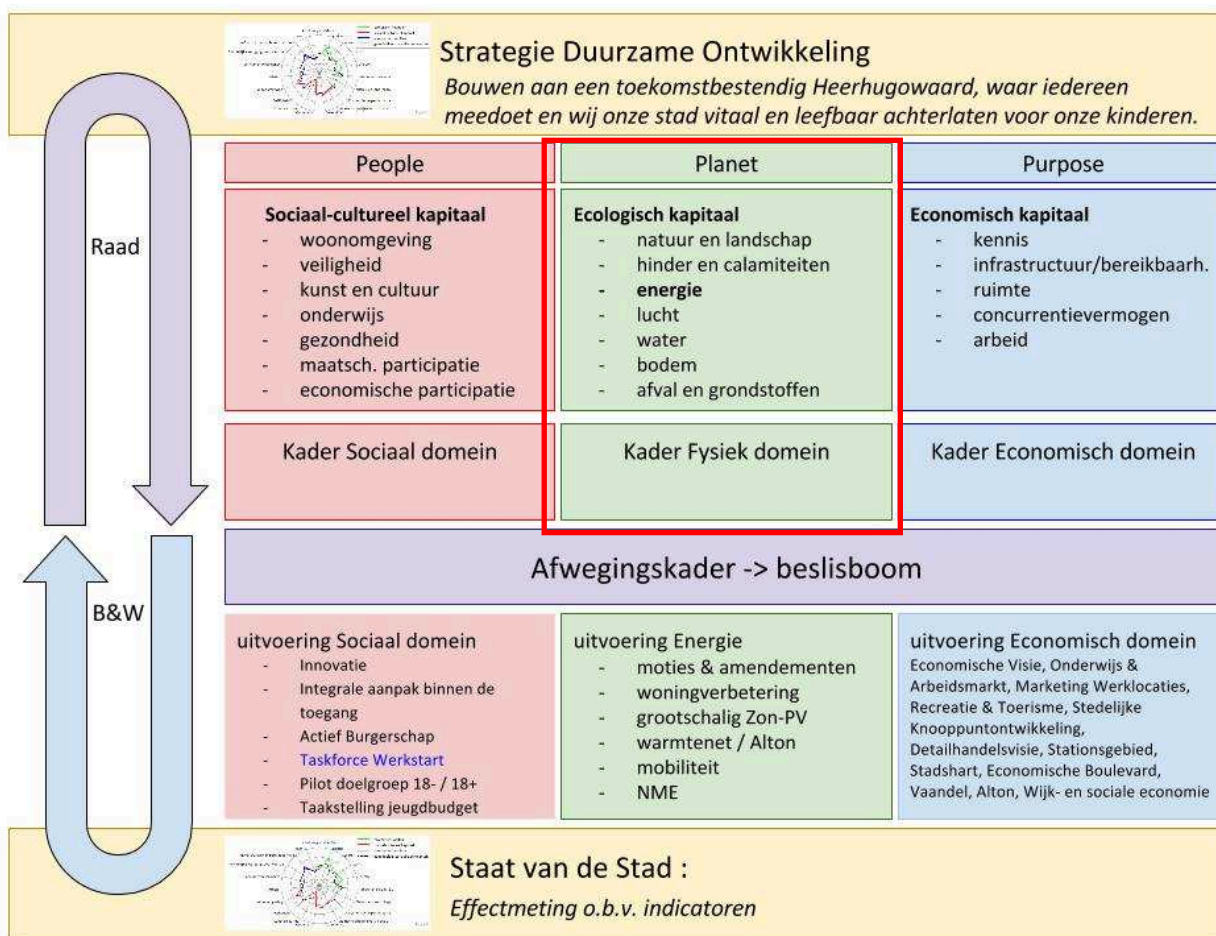 Strategie Duurzame Ontwikkeling
Bouwen aan een toekomstbestendig Heerhugowaard, waar iedereen
meedoet en wij onze stad vitaal en leefbaar achterlaten voor onze kinderen.
Raad
People
Sociaal-cultureel kapitaal
- woonomgeving
- veiligheid
- kunst en cultuur
- onderwijs
- gezondheid
- maatsch. participatie
- economische participatie
Kader Sociaal domein
Planet
Ecologisch kapitaal
- natuur en landschap
- hinder en calamiteiten
- energie
- lucht
- water
- bodem
- afval en grondstoffen
Kader Fysiek domein
Purpose
Economisch kapitaal
- kennis
- infrastructuur/bereikbaarh.
- ruimte
- concurrentievermogen
- arbeid
Kader Economisch domein
Afwegingskader -> beslisboom
B&W
uitvoering Sociaal domein
- Innovatie
- Integrale aanpak binnen de
toegang
- Actief Burgerschap
- Taskforce Werkstart
- Pilot doelgroep 18- / 18+
- Taakstelling jeugdbudget
uitvoering Energie
- moties & amendementen
- woningverbetering
- grootschalig Zon-PV
- warmtenet / Alton
- mobiliteit
- NME
uitvoering Economisch domein
Economische Visie, Onderwijs &
Arbeidsmarkt, Marketing Werklocaties,
Recreatie & Toerisme, Stedelijke
Knooppuntontwikkeling,
Detailhandelsvisie, Stationsgebied,
Stadshart, Economische Boulevard,
Vaandel, Alton, Wijk- en sociale economie
Staat van de Stad :
Effectmeting o.b.v. indicatoren